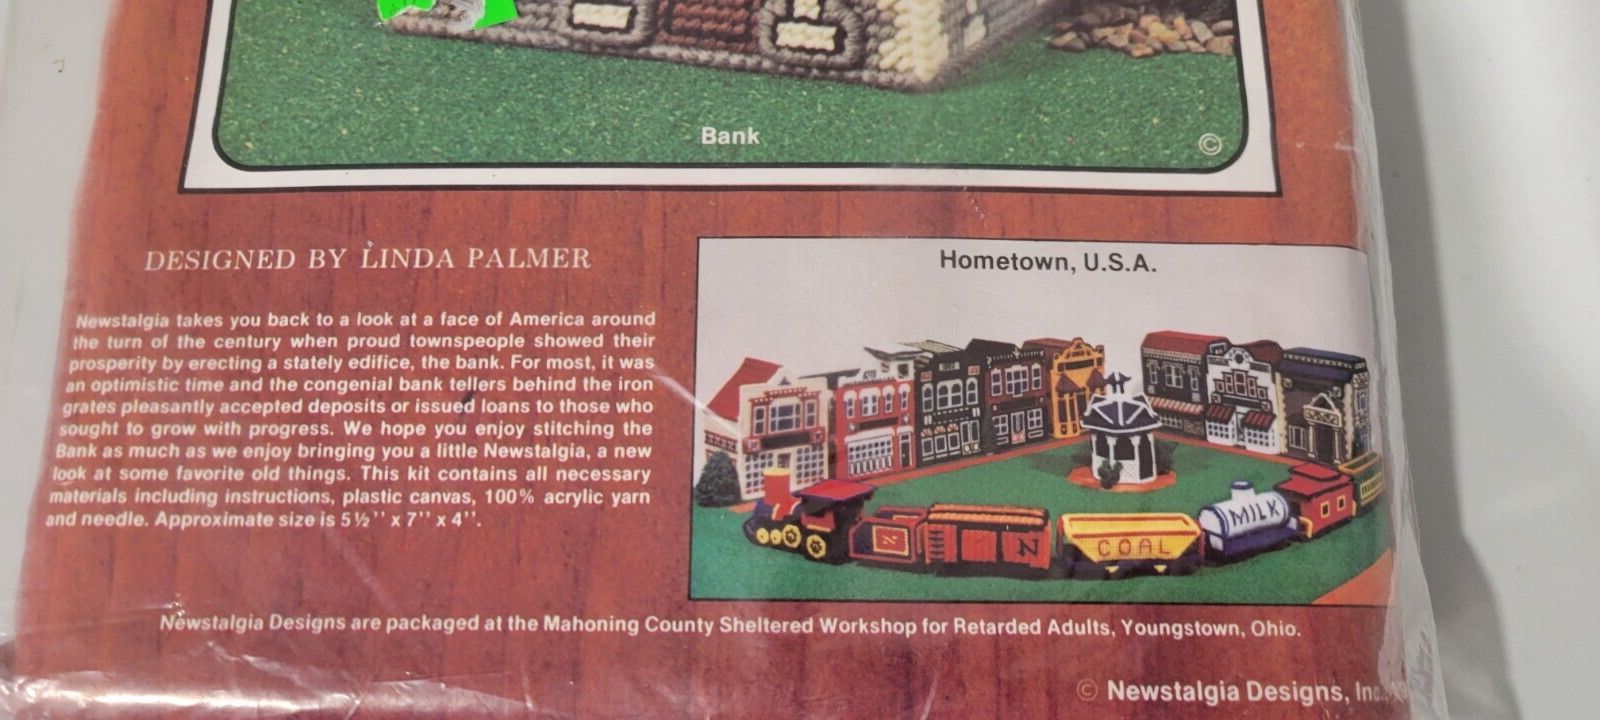 Bank
©
DESIGNED BY LINDA PALMER
Newstalgia takes you back to a look at a face of America around
the turn of the century when proud townspeople showed their
prosperity by erecting a stately edifice, the bank. For most, it was
an optimistic time and the congenial bank tellers behind the iron
grates pleasantly accepted deposits or issued loans to those who
sought to grow with progress. We hope you enjoy stitching the
Bank as much as we enjoy bringing you a little Newstalgia, a new
look at some favorite old things. This kit contains all necessary
materials including instructions, plastic canvas, 100% acrylic yarn
and needle. Approximate size is 5½'' x 7'' x 4''.
Hometown, U.S.A.
N
N
COAL
MILK
Newstalgia Designs are packaged at the Mahoning County Sheltered Workshop for Retarded Adults, Youngstown, Ohio.
© Newstalgia Designs, Inc.